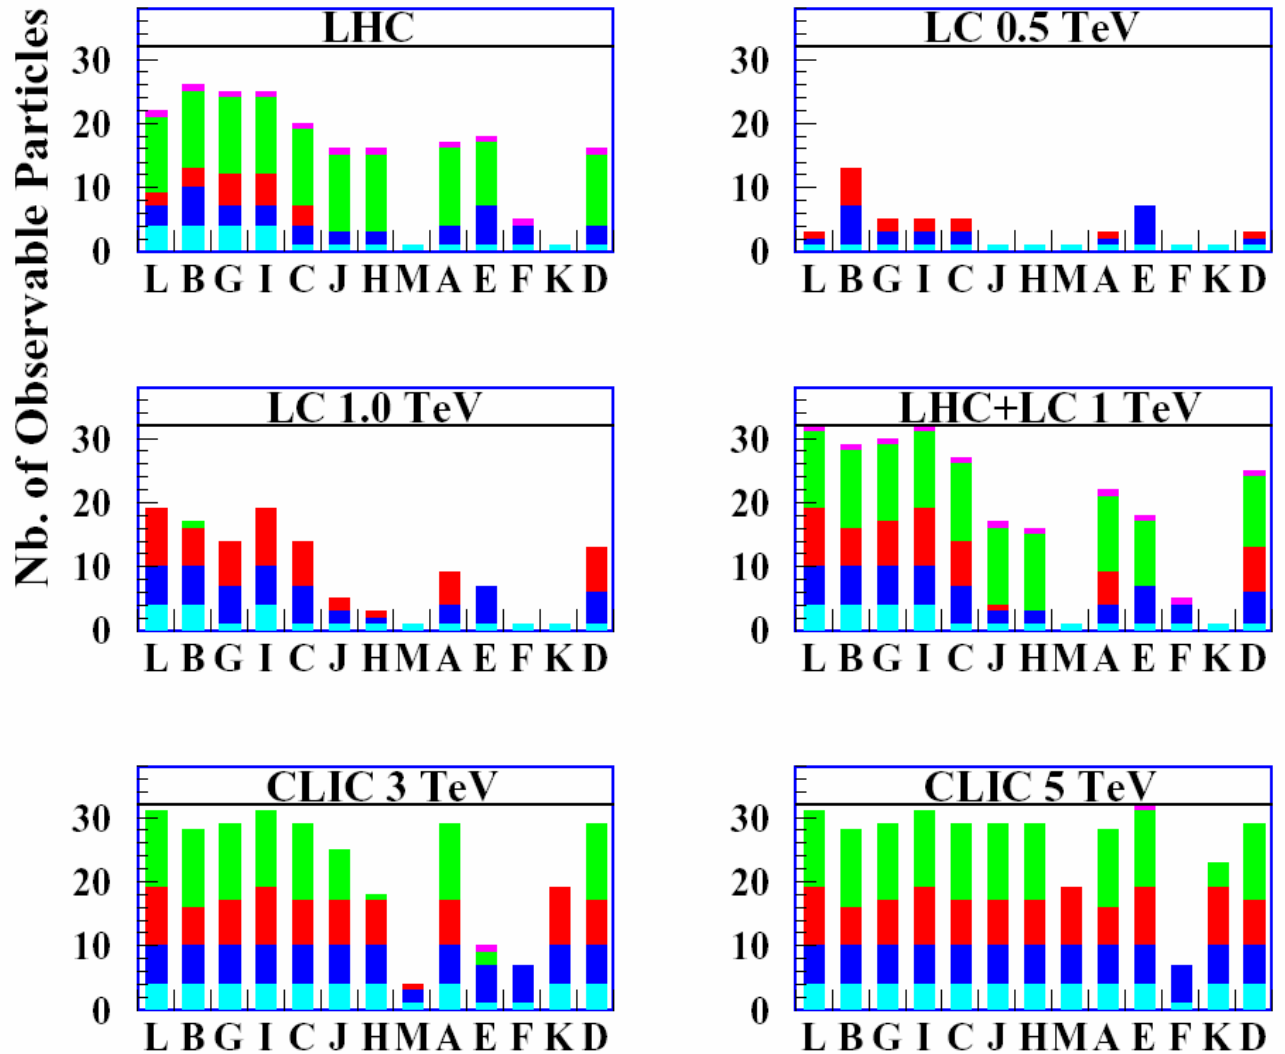 Nb. of Observable Particles
LHC
30
20
10
0
L B G I C J H M A E F K D
LC 0.5 TeV
30
20
10
0
L B G I C J H M A E F K D
LC 1.0 TeV
30
20
10
0
L B G I C J H M A E F K D
LHC+LC 1 TeV
30
20
10
0
L B G I C J H M A E F K D
CLIC 3 TeV
30
20
10
0
L B G I C J H M A E F K D
CLIC 5 TeV
30
20
10
0
L B G I C J H M A E F K D